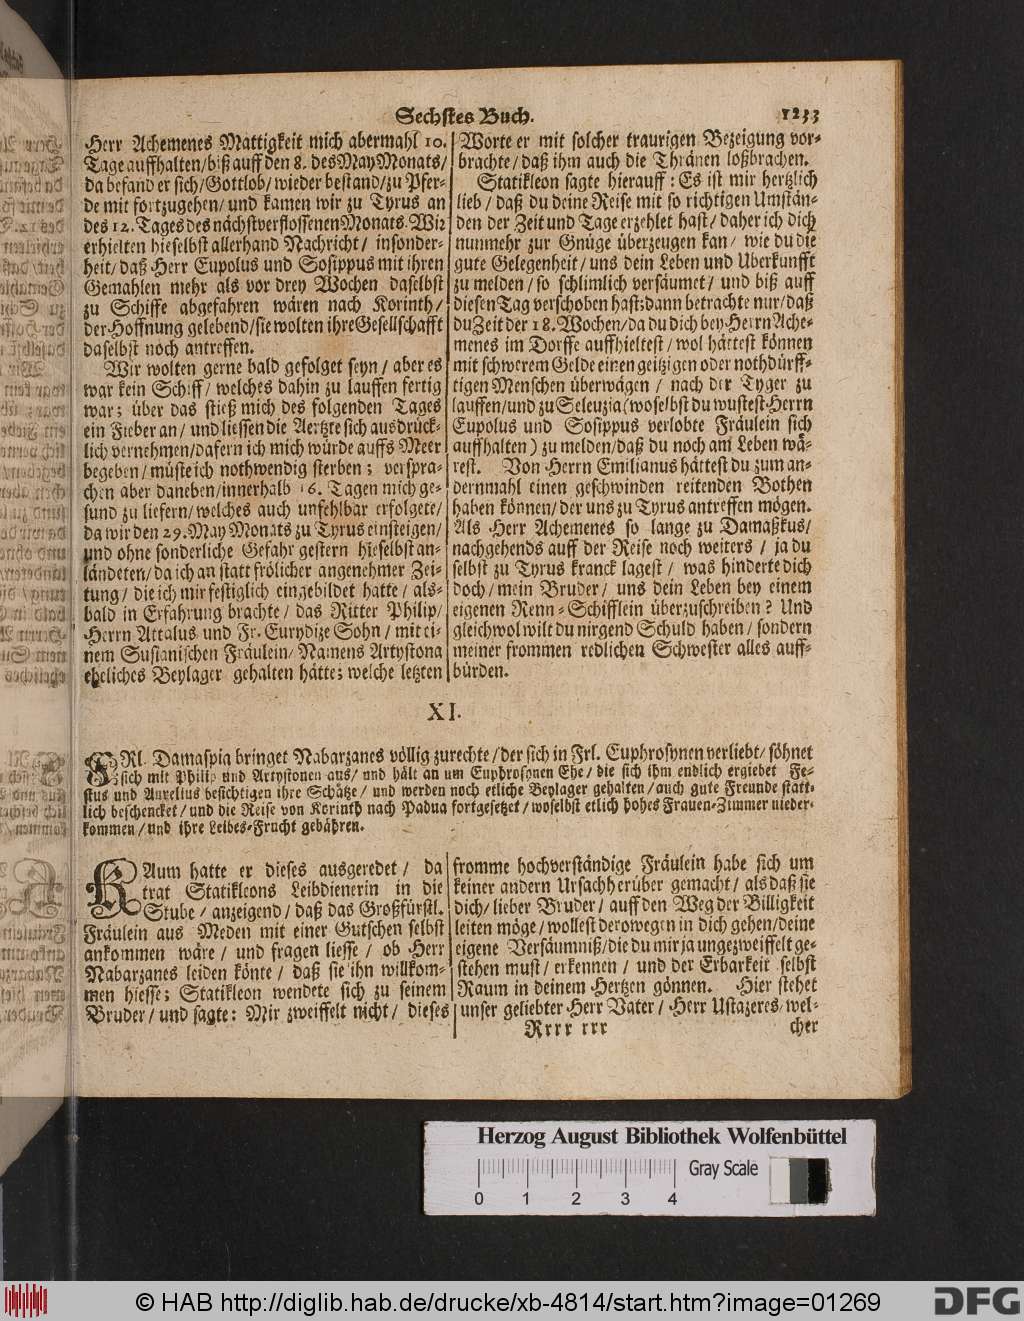 Sechstes Buch. 1233
Herr Achemenes Mattigkeit mich abermahl 10.
Tage auffhalten/ biß auff den 8. des May Monats/
da befand er sich/ Gottlob/ wieder bestand/ zu Pfer-
de mit fortzugehen/ und kamen wir zu Tyrus an
des 12. Tages des nächstverflossenen Monats. Wir
erhielten hieselbst allerhand Nachricht/ insonder-
heit/ daß Herr Eupolus und Sosippus mit ihren
Gemahlen mehr als vor drey Wochen daselbst
zu Schiffe abgefahren wären nach Korinth/
der Hoffnung gelebend/ sie wolten ihre Gesellschafft
daselbst noch antreffen.
Wir wolten gerne bald gefolget seyn/ aber es
war kein Schiff/ welches dahin zu lauffen fertig
war; über das stieß mich des folgenden Tages
ein Fieber an/ und liessen die Aertzte sich ausdrück-
lich vernehmen/ dafern ich mich würde auffs Meer
begeben/ müste ich nothwendig sterben; verspra-
chen aber daneben/ innerhalb 16. Tagen mich ge-
sund zu liefern/ welches auch unfehlbar erfolgete/
da wir den 29. May Monats zu Tyrus einsteigen/
und ohne sonderliche Gefahr gestern hieselbst an-
ländeten/ da ich an statt frölicher angenehmer Zei-
tung/ die ich mir festiglich eingebildet hatte/ als-
bald in Erfahrung brachte/ das Ritter Philip/
Herrn Attalus und Fr. Eurydize Sohn/ mit ei-
nem Susianischen Fräulein/ Namens Artystona
eheliches Beylager gehalten hätte; welche letzten
Worte er mit solcher traurigen Bezeigung vor-
brachte/ daß ihm auch die Thränen loßbrachen.
Statikleon sagte hierauff: Es ist mir hertzlich
lieb/ daß du deine Reise mit so richtigen Umstän-
den der Zeit und Tage erzehlet hast/ daher ich dich
nunmehr zur Gnüge überzeugen kan/ wie du die
gute Gelegenheit/ uns dein Leben und Uberkunfft
zu melden/ so schlimlich versäumet/ und biß auff
diesen Tag verschoben hast; dann betrachte nur/ daß
du Zeit der 18. Wochen/ da du dich bey Herrn Ache-
menes im Dorffe auffhieltest/ wol hättest können
mit schwerem Gelde einen geitzigen oder nothdürff-
tigen Menschen überwägen/ nach der Tyger zu
lauffen/ und zu Seleuzia (woselbst du wustest Herrn
Eupolus und Sosippus verlobte Fräulein sich
auffhalten) zu melden/ daß du noch am Leben wä-
rest. Von Herrn Emilianus hättest du zum an-
dernmahl einen geschwinden reitenden Bothen
haben können/ der uns zu Tyrus antreffen mögen.
Als Herr Achemenes so lange zu Damaßkus/
nachgehends auff der Reise noch weiters/ ja du
selbst zu Tyrus kranck lagest/ was hinderte dich
doch/ mein Bruder/ uns dein Leben bey einem
eigenen Renn-Schifflein überzuschreiben? Und
gleichwol wilt du nirgend Schuld haben/ sondern
meiner frommen redlichen Schwester alles auff-
bürden.
XI.
FRl. Damaspia bringet Nabarzanes völlig zurechte/ der sich in Frl. Euphrosynen verliebt/ söhnet
sich mit Philip und Artystonen aus/ und hält an um Euphrosynen Ehe/ die sich ihm endlich ergiebet Fe-
stus und Aurelius besichtigen ihre Schätze/ und werden noch etliche Beylager gehalten/ auch gute Freunde statt-
lich beschencket/ und die Reise von Korinth nach Padua fortgesetzet/ woselbst etlich hohes Frauen-Zimmer nieder-
kommen/ und ihre Leibes-Frucht gebähren.
KAum hatte er dieses ausgeredet/ da
trat Statikleons Leibdienerin in die
Stube/ anzeigend/ daß das Großfürstl.
Fräulein aus Meden mit einer Gutschen selbst
ankommen wäre/ und fragen liesse/ ob Herr
Nabarzanes leiden könte/ daß sie ihn willkom-
men hiesse; Statikleon wendete sich zu seinem
Bruder/ und sagte: Mir zweiffelt nicht/ dieses
fromme hochverständige Fräulein habe sich um
keiner andern Ursach herüber gemacht/ als daß sie
dich/ lieber Bruder/ auff den Weg der Billigkeit
leiten möge/ wollest derowegen in dich gehen/ deine
eigene Versäumniß/ die du mir ja ungezweiffelt ge-
stehen must/ erkennen/ und der Erbarkeit selbst
Raum in deinem Hertzen gönnen. Hier stehet
unser geliebter Herr Vater/ Herr Ustazeres/ wel-
Rrrr rrr cher
Herzog August Bibliothek Wolfenbüttel
Gray Scale
0 1 2 3 4
© HAB http://diglib.hab.de/drucke/xb-4814/start.htm?image=01269
DFG